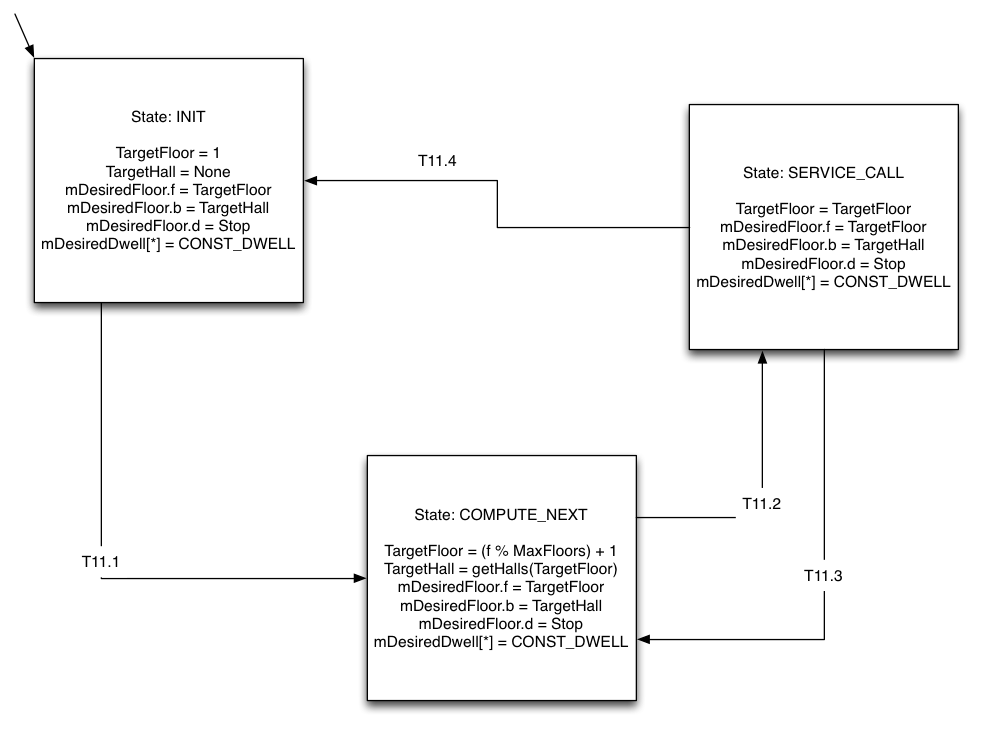 State: INIT
TargetFloor = 1
TargetHall = None
mDesiredFloor.f = TargetFloor
mDesiredFloor.b = TargetHall
mDesiredFloor.d = Stop
mDesiredDwell[*] = CONST_DWELL
T11.4
State: SERVICE_CALL
TargetFloor = TargetFloor
mDesiredFloor.f = TargetFloor
mDesiredFloor.b = TargetHall
mDesiredFloor.d = Stop
mDesiredDwell[*] = CONST_DWELL
T11.1
State: COMPUTE_NEXT
TargetFloor = (f % MaxFloors) + 1
TargetHall = getHalls(TargetFloor)
mDesiredFloor.f = TargetFloor
mDesiredFloor.b = TargetHall
mDesiredFloor.d = Stop
mDesiredDwell[*] = CONST_DWELL
T11.2
T11.3